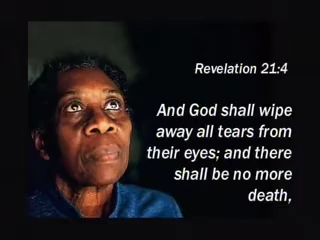 Revelation 21:4
And God shall wipe
away all tears from
their eyes; and there
shall be no more
death,